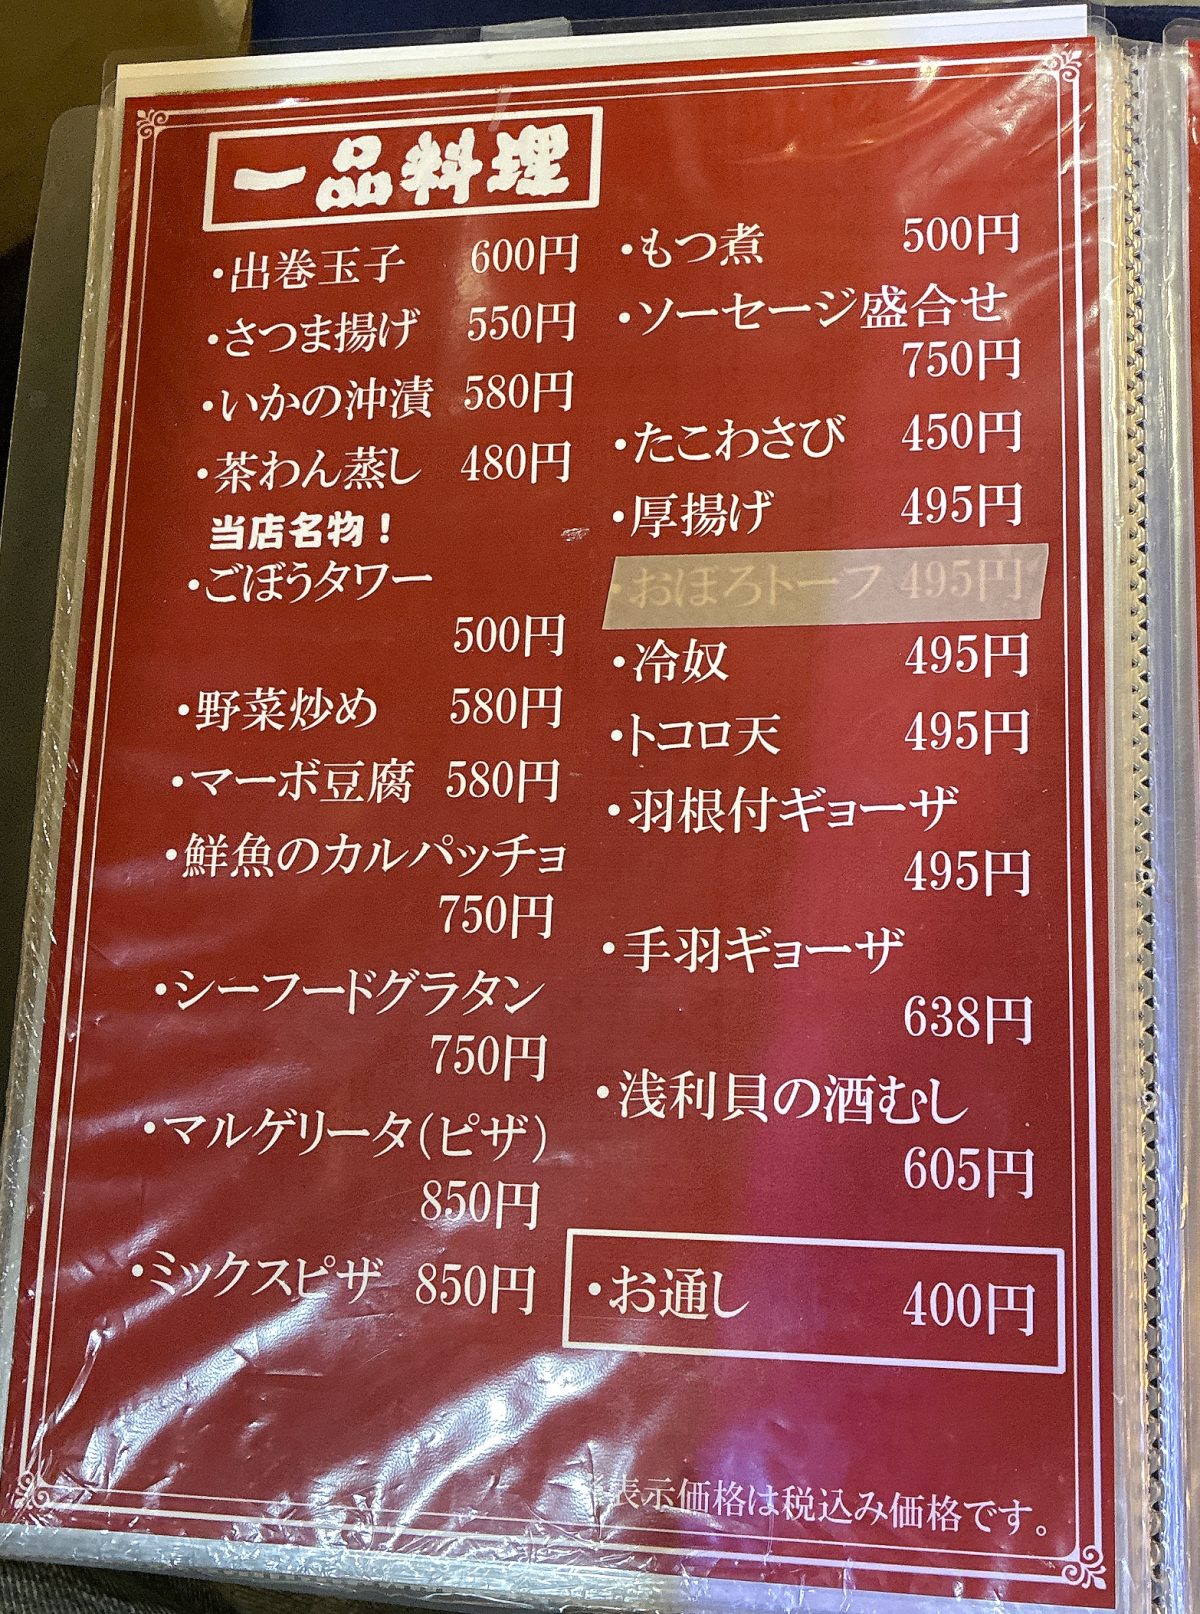 一品料理
・出巻玉子 600円
・さつま揚げ 550円
・いかの沖漬 580円
・茶わん蒸し 480円
当店名物！
・ごぼうタワー
500円
・野菜炒め 580円
・マーボ豆腐 580円
・鮮魚のカルパッチョ
750円
・シーフードグラタン
750円
・マルゲリータ(ピザ)
850円
・ミックスピザ 850円
・もつ煮 500円
・ソーセージ盛合せ
750円
・たこわさび 450円
・厚揚げ 495円
・おぼろトーフ 495円
・冷奴 495円
・トコロ天 495円
・羽根付ギョーザ
495円
・手羽ギョーザ
638円
・浅利貝の酒むし
605円
・お通し 400円
※表示価格は税込み価格です。